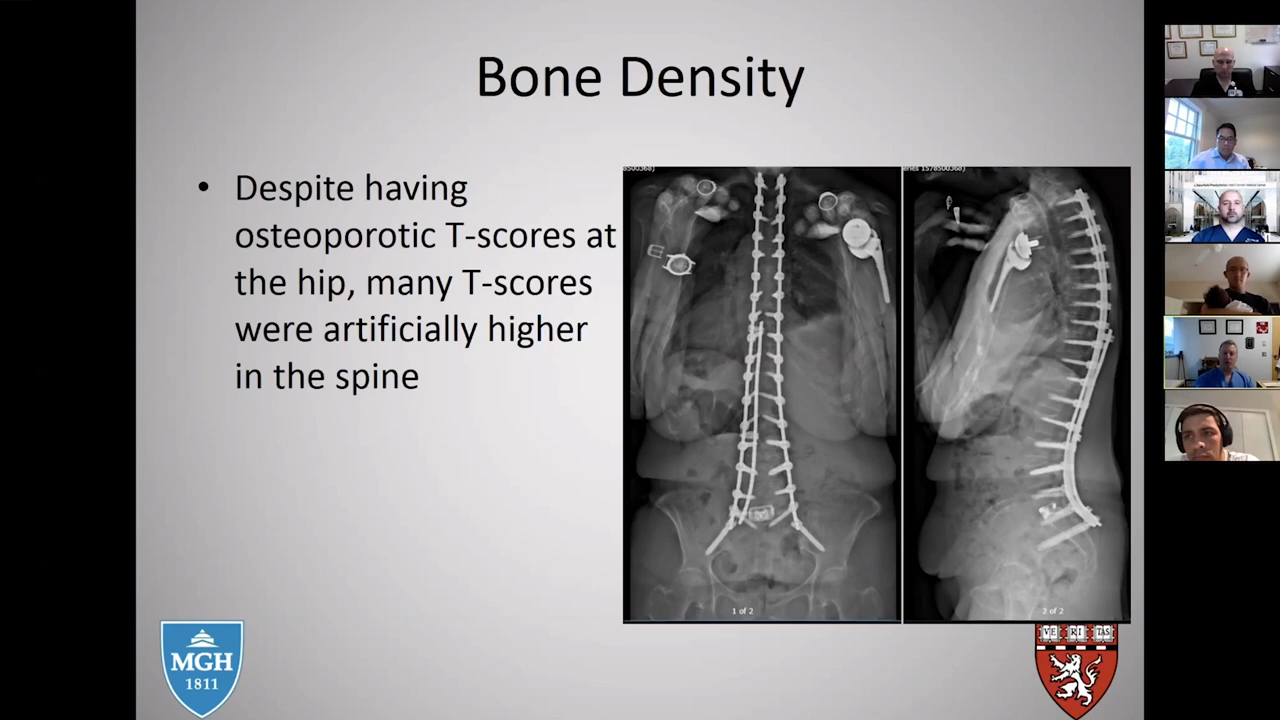 Bone Density
• Despite having
osteoporotic T-scores at
the hip, many T-scores
were artificially higher
in the spine
1 of 2
2 of 2
MGH
1811
VE RI TAS